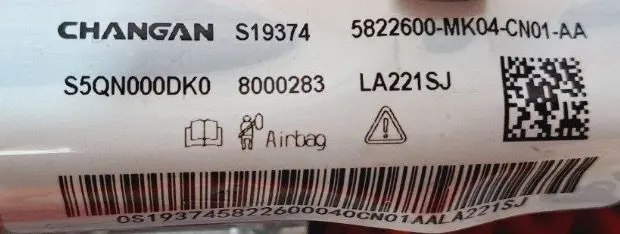 CHANGAN S19374 5822600-MK04-CN01-AA
S5QN000DK0 8000283 LA221SJ
Airbag
0S193745822600040CN01AALA221SJ